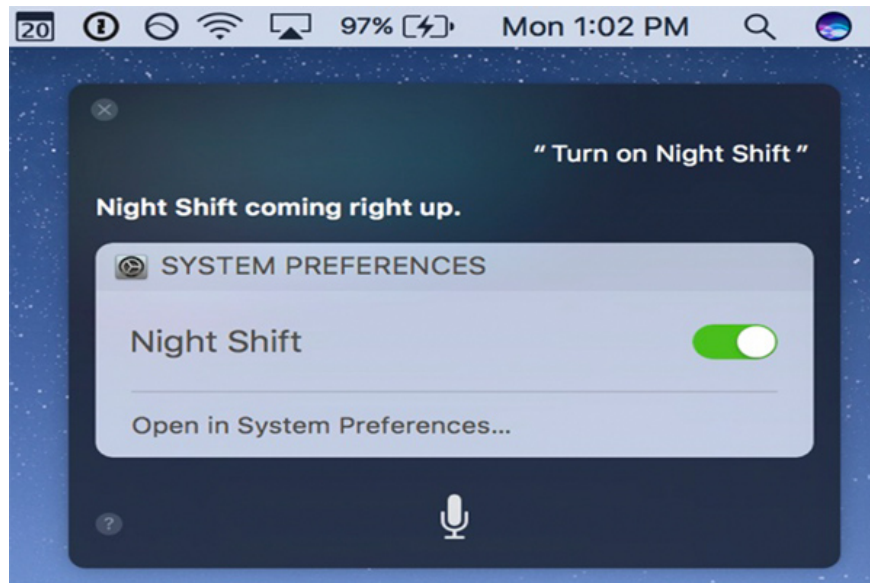 20 97% Mon 1:02 PM
“Turn on Night Shift”
Night Shift coming right up.
SYSTEM PREFERENCES
Night Shift
Open in System Preferences...
?